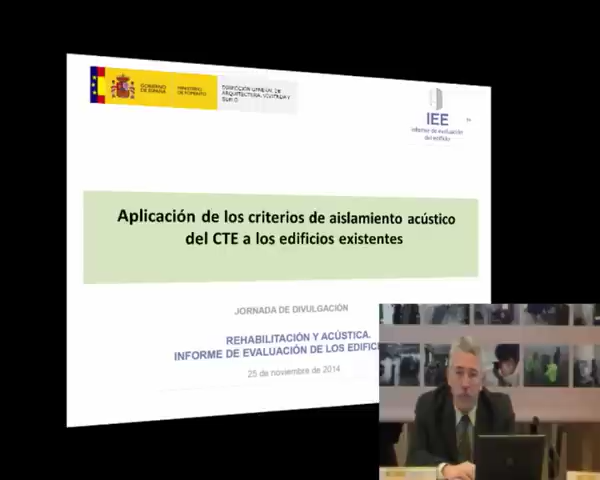 GOBIERNO
DE ESPAÑA
MINISTERIO
DE FOMENTO
DIRECCIÓN GENERAL DE
ARQUITECTURA, VIVIENDA Y
SUELO
IEE
informe de evaluación
del edificio
Aplicación de los criterios de aislamiento acústico
del CTE a los edificios existentes
JORNADA DE DIVULGACIÓN
REHABILITACIÓN Y ACÚSTICA.
INFORME DE EVALUACIÓN DE LOS EDIFIC
25 de noviembre de 2014